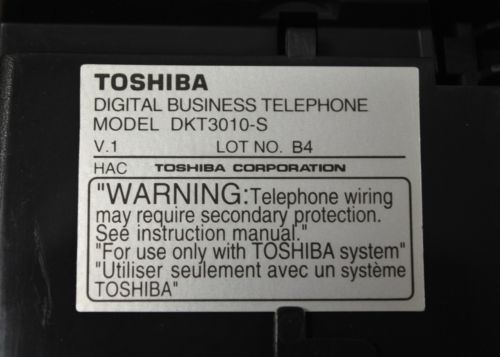 TOSHIBA
DIGITAL BUSINESS TELEPHONE
MODEL DKT3010-S
V.1 LOT NO. B4
HAC TOSHIBA CORPORATION
"WARNING:Telephone wiring
may require secondary protection.
See instruction manual."
"For use only with TOSHIBA system"
"Utiliser seulement avec un système
TOSHIBA"